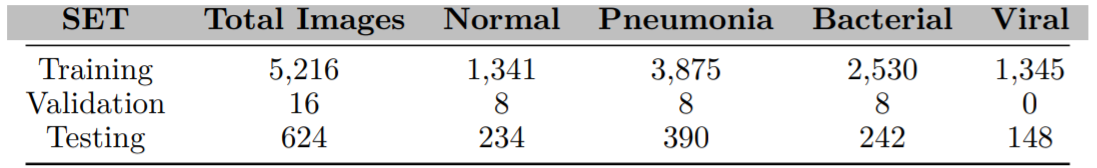 SET Total Images Normal Pneumonia Bacterial Viral
Training 5,216 1,341 3,875 2,530 1,345
Validation 16 8 8 8 0
Testing 624 234 390 242 148